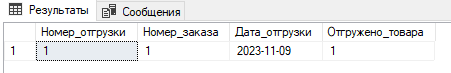 Результаты Сообщения
Номер_отгрузки Номер_заказа Дата_отгрузки Отгружено_товара
1 1 1 2023-11-09 1